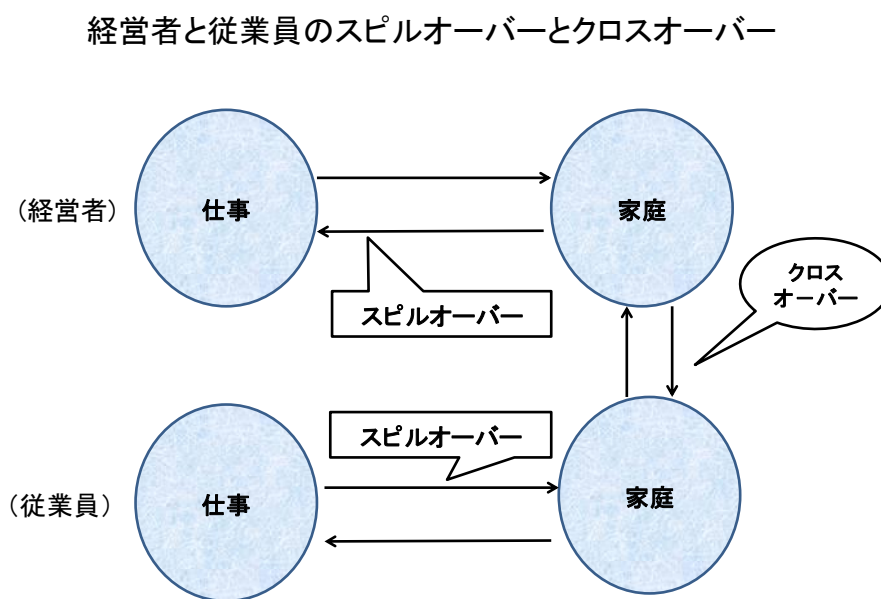 経営者と従業員のスピルオーバーとクロスオーバー
（経営者）
仕事
家庭
クロス
オーバー
スピルオーバー
スピルオーバー
（従業員）
仕事
家庭